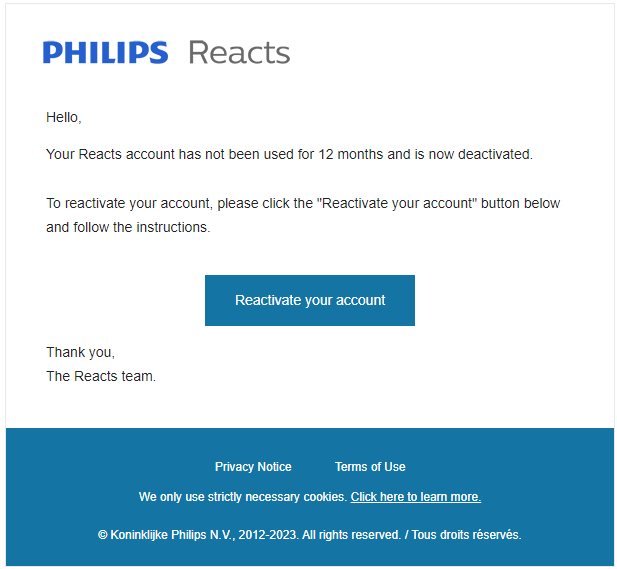 PHILIPS Reacts
Hello,
Your Reacts account has not been used for 12 months and is now deactivated.
To reactivate your account, please click the "Reactivate your account" button below
and follow the instructions.
Reactivate your account
Thank you,
The Reacts team.
Privacy Notice Terms of Use
We only use strictly necessary cookies. Click here to learn more.
© Koninklijke Philips N.V., 2012-2023. All rights reserved. / Tous droits réservés.